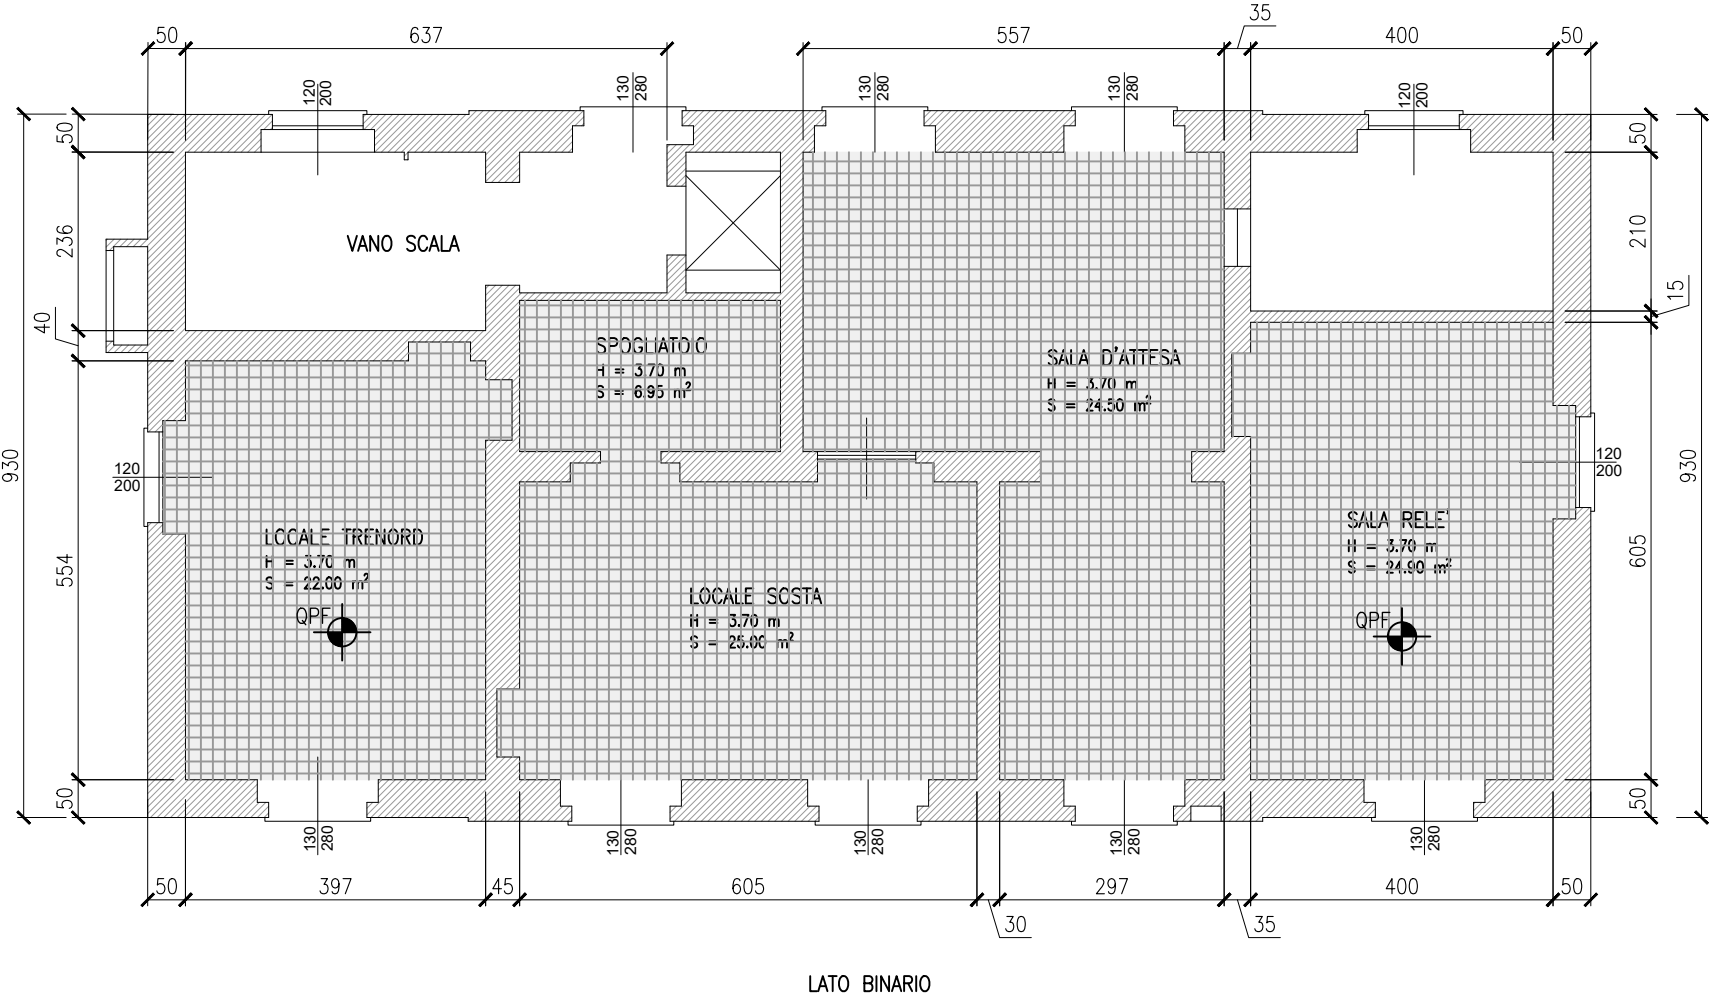 35
50
637
557
400
50
120
200
130
280
130
280
130
280
120
200
50
236
40
554
50
930
50
210
15
605
50
930
VANO SCALA
SPOGLIATOIO
H = 3.70 m
S = 6.95 m²
SALA D'ATTESA
H = 3.70 m
S = 24.50 m²
120
200
120
200
LOCALE TRENORD
H = 3.70 m
S = 22.00 m²
QPF
LOCALE SOSTA
H = 3.70 m
S = 25.00 m²
SALA RELE'
H = 3.70 m
S = 24.90 m²
QPF
130
280
130
280
130
280
130
280
130
280
50
397
45
605
30
297
35
400
50
LATO BINARIO